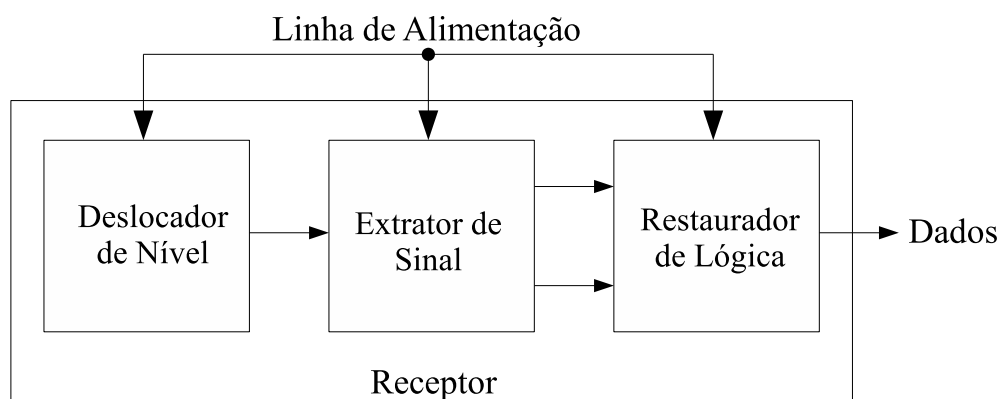 Linha de Alimentação
Deslocador
de Nível
Extrator de
Sinal
Restaurador
de Lógica
Dados
Receptor